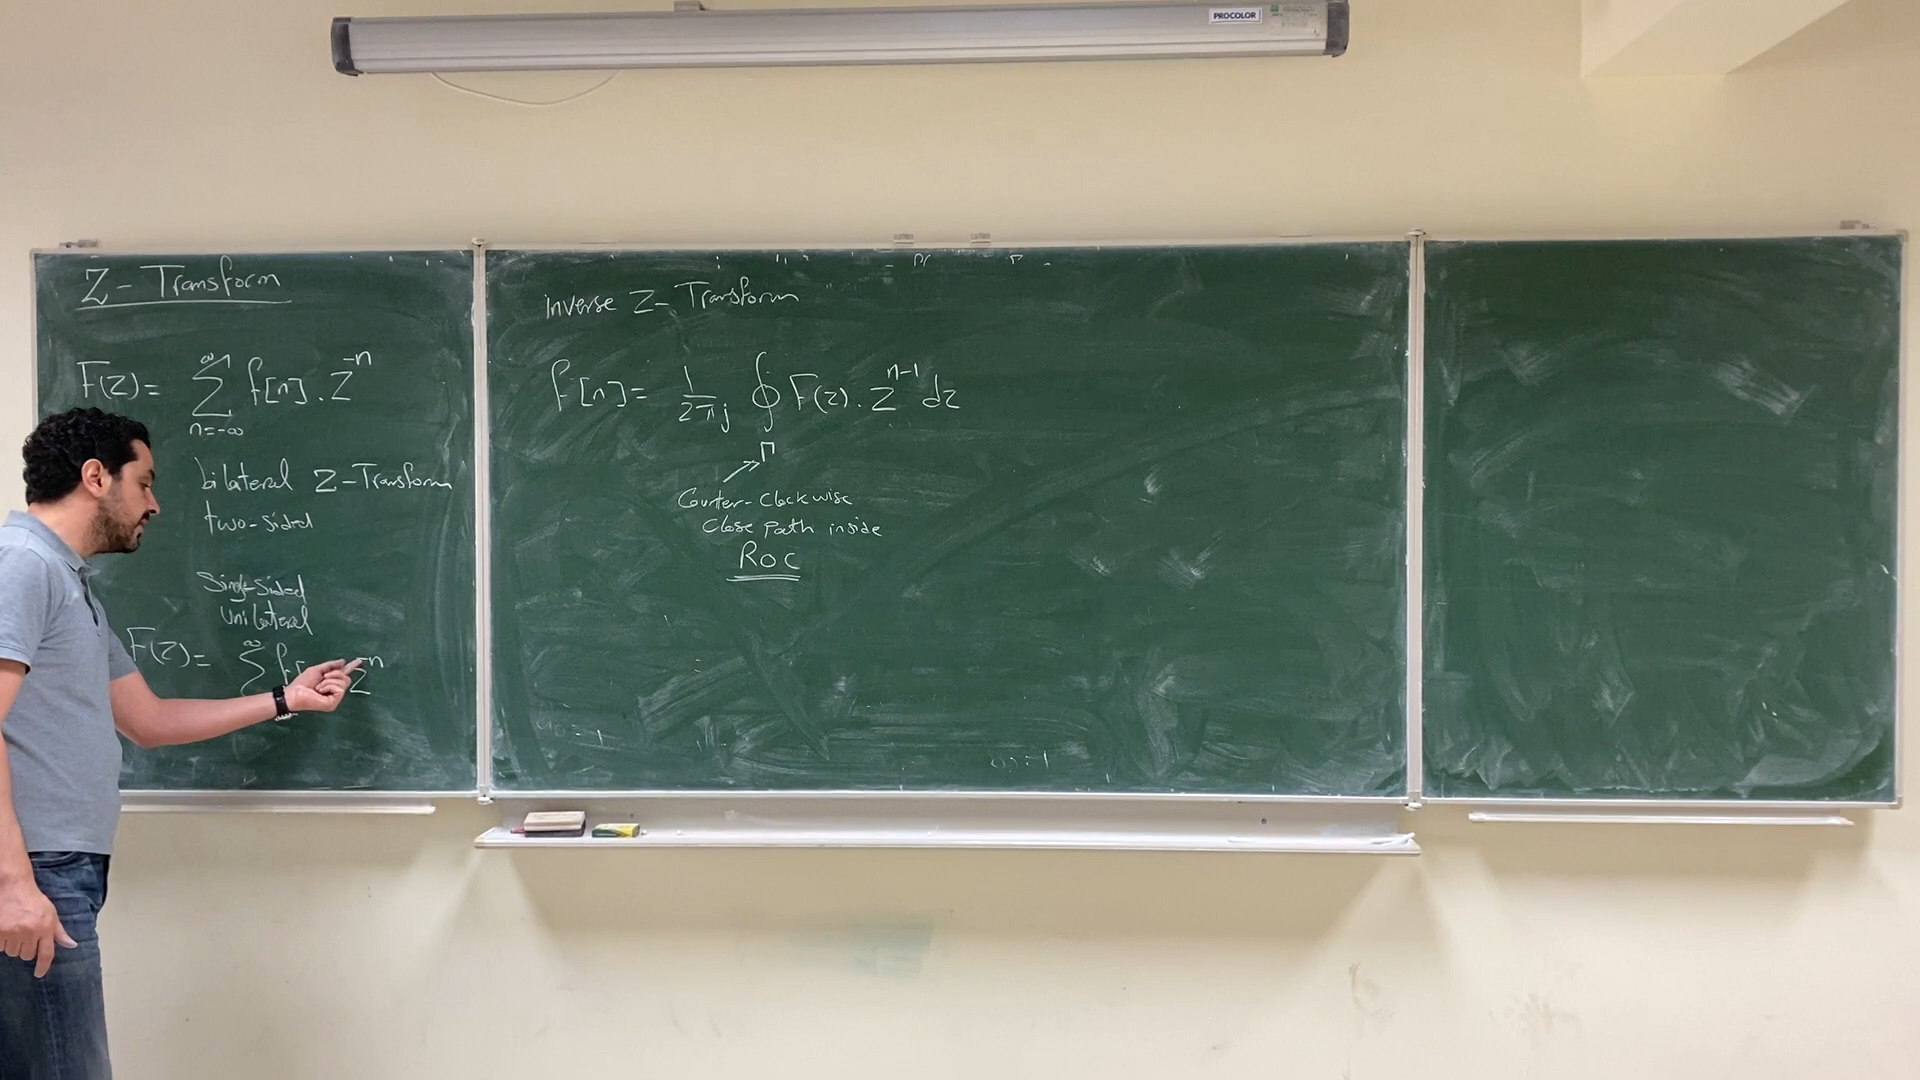 PROCOLOR
Z-Transform
F(z)= ∞ Σ n=-∞ f[n]. Z^-n
bilateral Z-Transform
two-sided
Single-sided
Unilateral
F(z)= ∞ Σ f[ Z^-n
inverse Z-Transform
f[n]= 1/2πj ∮ F(z). Z^n-1 dz
Γ
Counter-Clockwise
Close Path inside
ROC